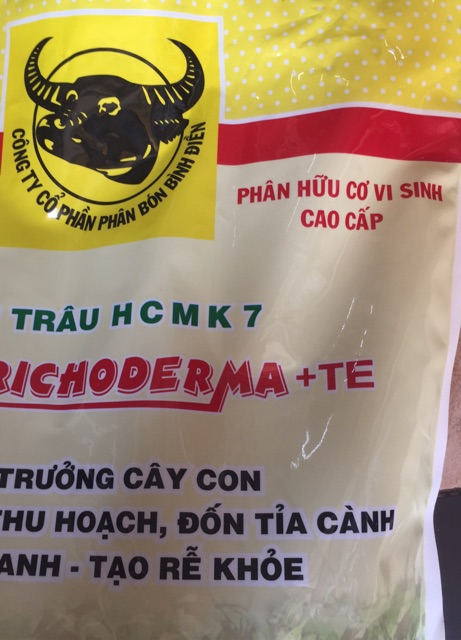 CÔNG TY CỔ PHẦN PHÂN BÓN BÌNH ĐIỀN
PHÂN HỮU CƠ VI SINH
CAO CẤP
TRÂU HCMK 7
RICHODERMA +TE
TRƯỞNG CÂY CON
THU HOẠCH, ĐỐN TỈA CÀNH
ANH - TẠO RỄ KHỎE